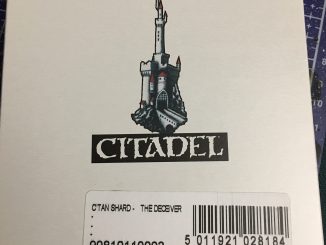 CITADEL
C'TAN SHARD - THE DECEIVER
5 011921 028184